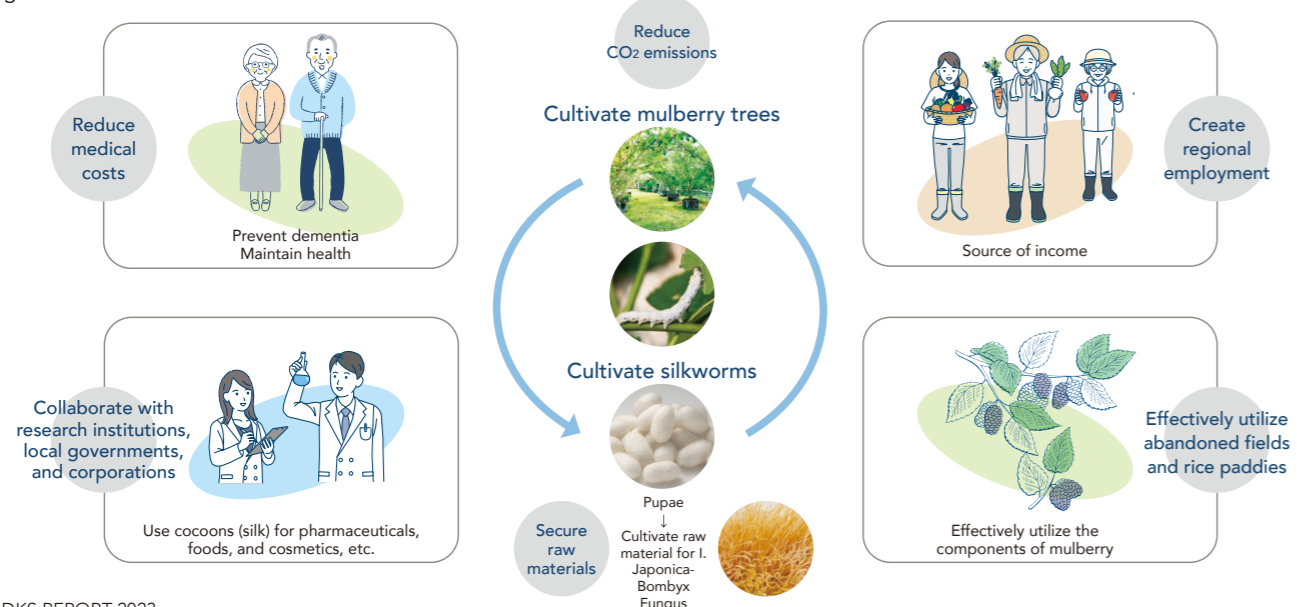 Reduce
CO2 emissions
Cultivate mulberry trees
Reduce
medical
costs
Prevent dementia
Maintain health
Create
regional
employment
Source of income
Cultivate silkworms
Collaborate with
research institutions,
local governments,
and corporations
Use cocoons (silk) for pharmaceuticals,
foods, and cosmetics, etc.
Pupae
↓
Cultivate raw
material for I.
Japonica-
Bombyx
Fungus
Secure
raw
materials
Effectively utilize
abandoned fields
and rice paddies
Effectively utilize the
components of mulberry